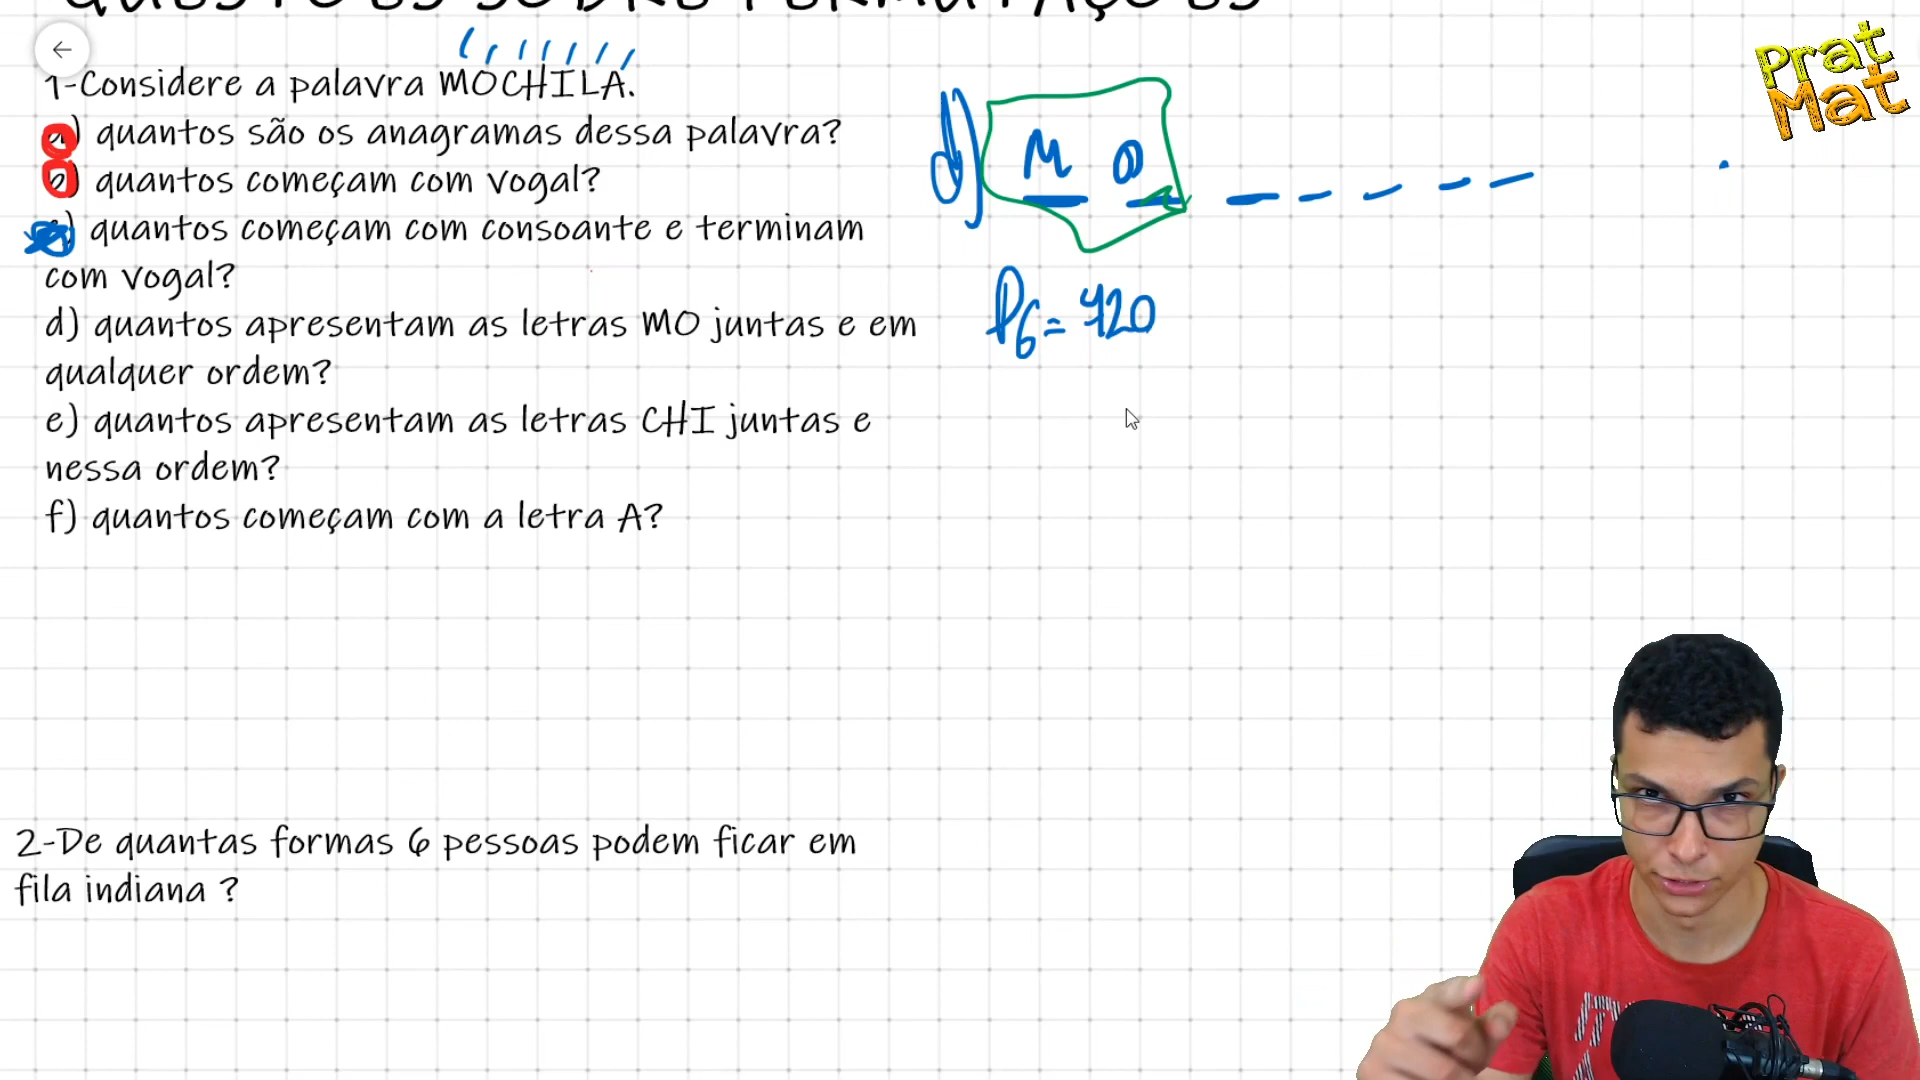 QUESTÕES SOBRE PERMUTAÇÕES
1-Considere a palavra MOCHILA.
a) quantos são os anagramas dessa palavra?
b) quantos começam com vogal?
c) quantos começam com consoante e terminam
com vogal?
d) quantos apresentam as letras MO juntas e em
qualquer ordem?
e) quantos apresentam as letras CHI juntas e
nessa ordem?
f) quantos começam com a letra A?
2-De quantas formas 6 pessoas podem ficar em
fila indiana ?
d) M O
P6 = 720
Prat
Mat